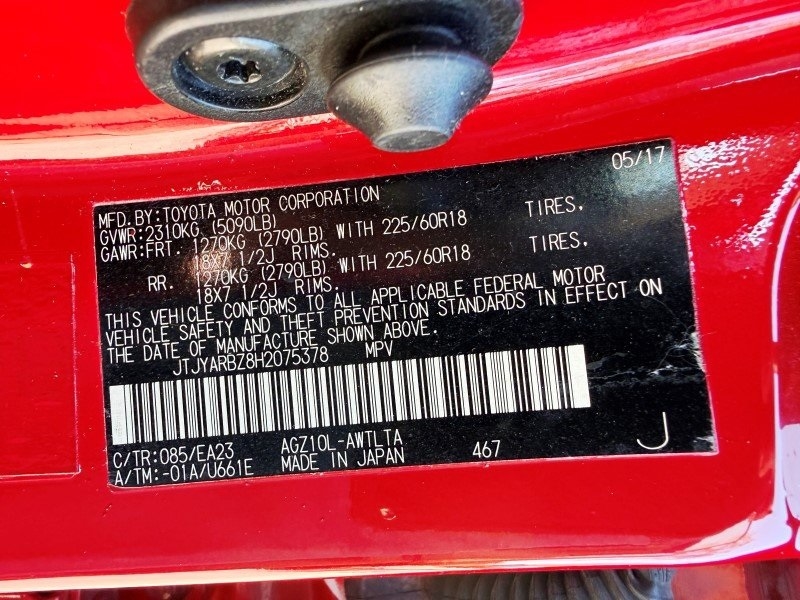 05/17
MFD.BY:TOYOTA MOTOR CORPORATION
GVWR:2310KG (5090LB)
GAWR:FRT. 1270KG (2790LB) WITH 225/60R18 TIRES,
18X7 1/2J RIMS.
RR. 1270KG (2790LB) WITH 225/60R18 TIRES,
18X7 1/2J RIMS.
THIS VEHICLE CONFORMS TO ALL APPLICABLE FEDERAL MOTOR
VEHICLE SAFETY AND THEFT PREVENTION STANDARDS IN EFFECT ON
THE DATE OF MANUFACTURE SHOWN ABOVE.
JTJYARBZ8H2075378 MPV
C/TR:085/EA23 AGZ10L-AWTLTA
A/TM:-01A/U661E MADE IN JAPAN 467 J